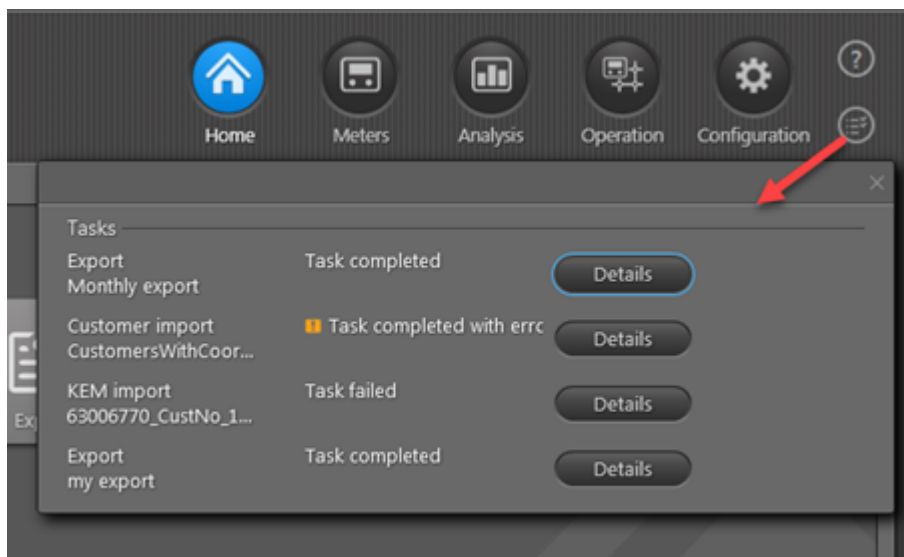 Home Meters Analysis Operation Configuration
?
Tasks
Export Task completed Details
Monthly export
Customer import Task completed with errc Details
CustomersWithCoor...
KEM import Task failed Details
63006770_CustNo_1...
Export Task completed Details
my export